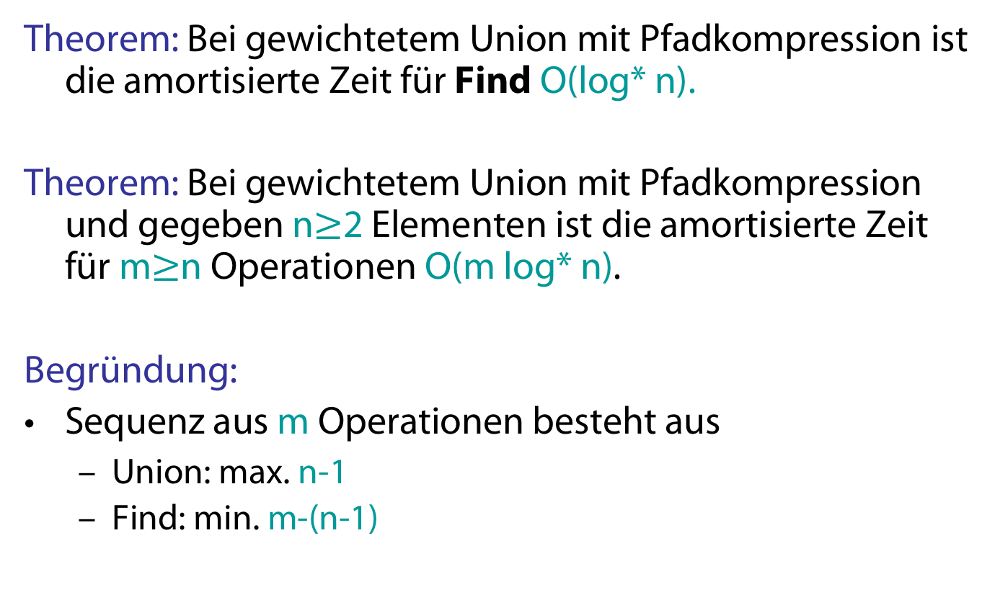 Theorem: Bei gewichtetem Union mit Pfadkompression ist
die amortisierte Zeit für Find O(log* n).
Theorem: Bei gewichtetem Union mit Pfadkompression
und gegeben n≥2 Elementen ist die amortisierte Zeit
für m≥n Operationen O(m log* n).
Begründung:
• Sequenz aus m Operationen besteht aus
– Union: max. n-1
– Find: min. m-(n-1)